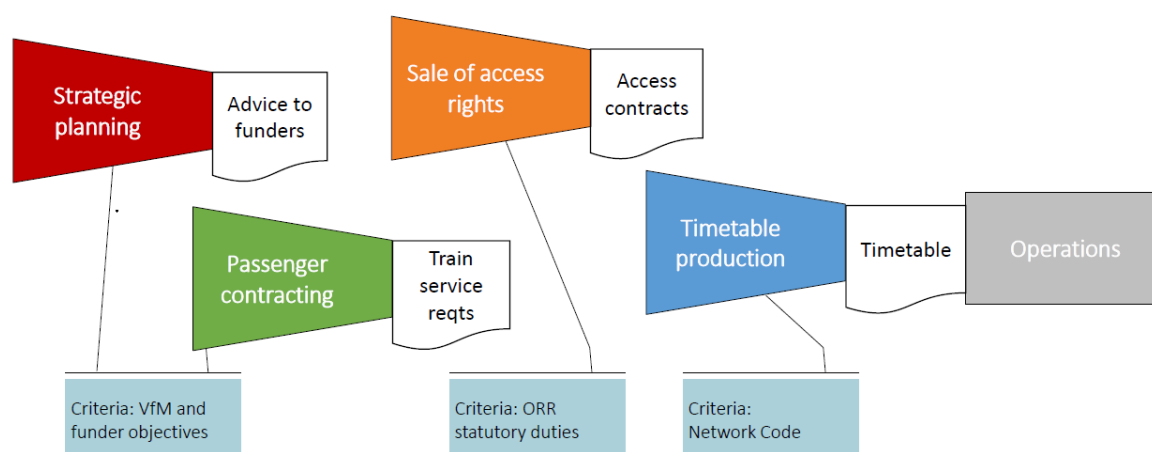 Strategic
planning
Advice to
funders
Sale of access
rights
Access
contracts
Passenger
contracting
Train
service
reqts
Timetable
production
Timetable
Operations
Criteria: VfM and
funder objectives
Criteria: ORR
statutory duties
Criteria:
Network Code